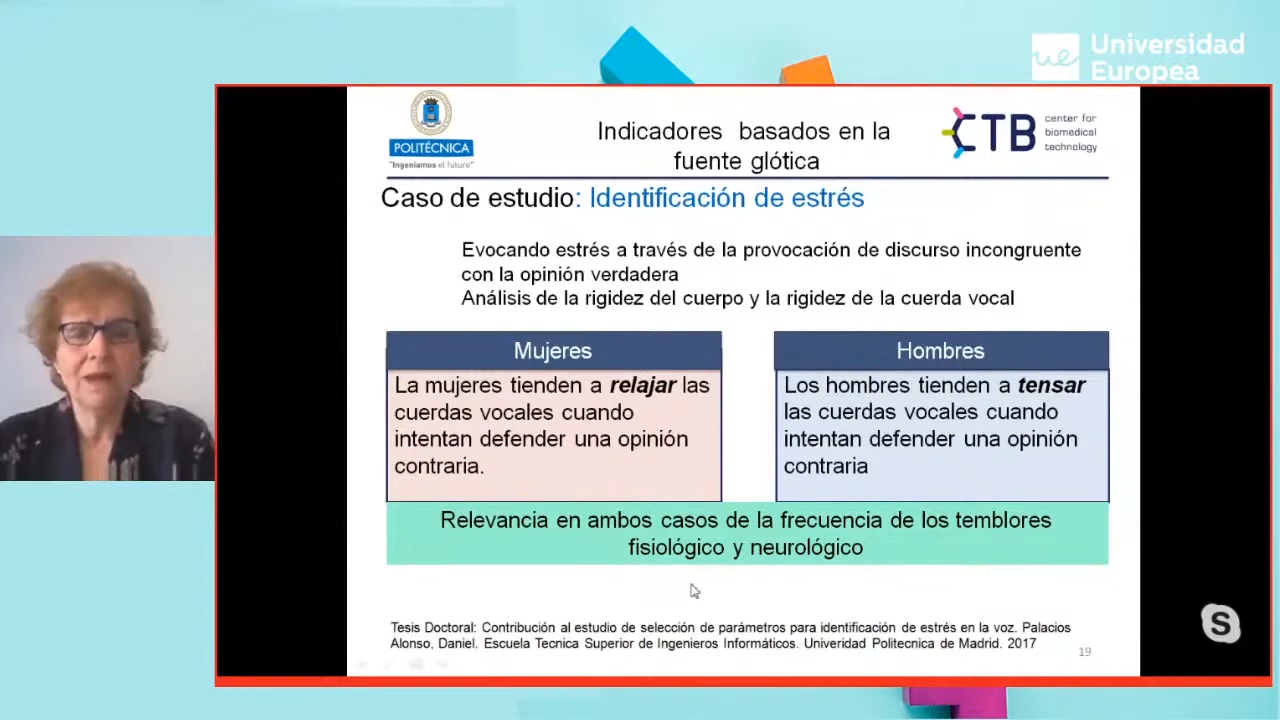 Universidad
Europea
ue
POLITÉCNICA
"Ingeniamos el futuro"
Indicadores basados en la
fuente glótica
CTB
center for
biomedical
technology
Caso de estudio: Identificación de estrés
Evocando estrés a través de la provocación de discurso incongruente
con la opinión verdadera
Análisis de la rigidez del cuerpo y la rigidez de la cuerda vocal
Mujeres
La mujeres tienden a relajar las
cuerdas vocales cuando
intentan defender una opinión
contraria.
Hombres
Los hombres tienden a tensar
las cuerdas vocales cuando
intentan defender una opinión
contraria
Relevancia en ambos casos de la frecuencia de los temblores
fisiológico y neurológico
Tesis Doctoral: Contribución al estudio de selección de parámetros para identificación de estrés en la voz. Palacios
Alonso, Daniel. Escuela Tecnica Superior de Ingenieros Informáticos. Univeridad Politecnica de Madrid. 2017
19
S